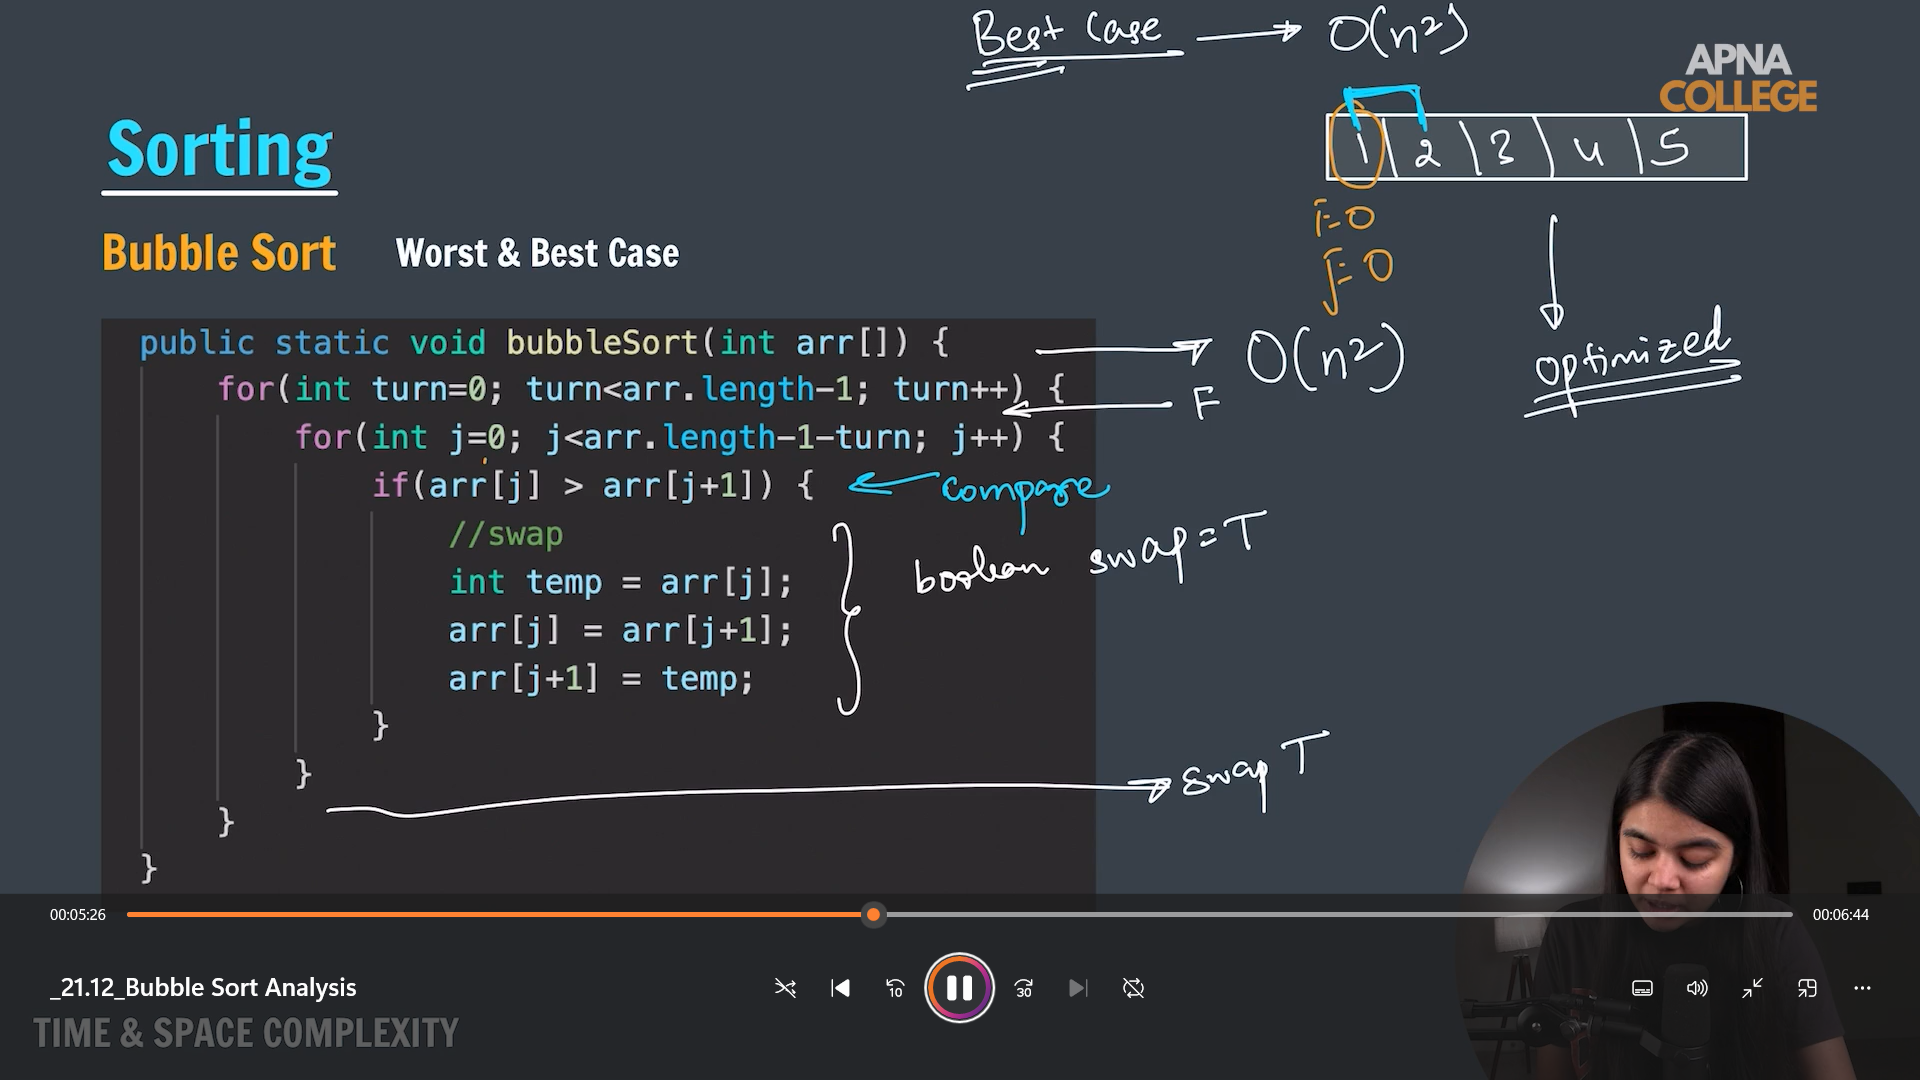 Best Case → O(n²)
APNA
COLLEGE
1 2 3 4 5
Sorting
i=0
j=0
Bubble Sort Worst & Best Case
public static void bubbleSort(int arr[]) {
→ O(n²)
optimized
for(int turn=0; turn<arr.length-1; turn++) {
← F
for(int j=0; j<arr.length-1-turn; j++) {
if(arr[j] > arr[j+1]) { ← compare
//swap
boolean swap = T
int temp = arr[j];
arr[j] = arr[j+1];
arr[j+1] = temp;
}
}
→ swap T
}
}
00:05:26 00:06:44
_21.12_Bubble Sort Analysis
10 30
TIME & SPACE COMPLEXITY